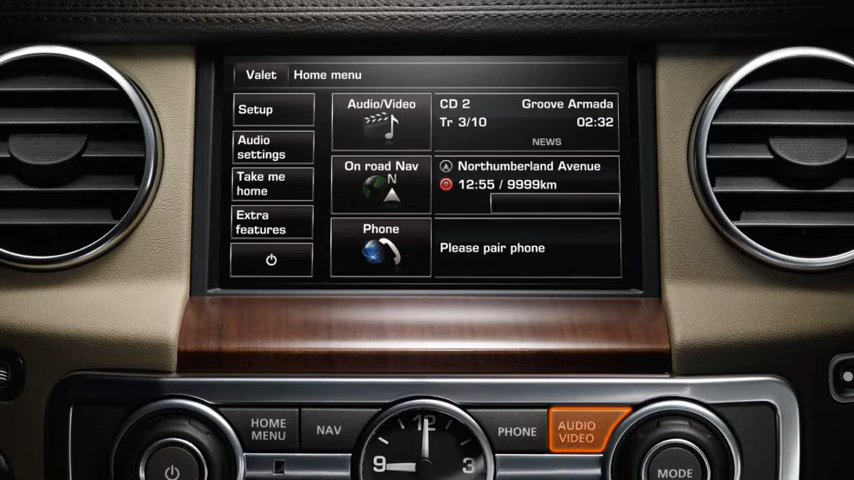 Valet
Home menu
Setup
Audio
settings
Take me
home
Extra
features
Audio/Video
On road Nav
N
Phone
CD 2
Groove Armada
Tr 3/10
02:32
NEWS
Northumberland Avenue
12:55 / 9999km
Please pair phone
HOME
MENU
NAV
12
9
3
PHONE
AUDIO
VIDEO
MODE